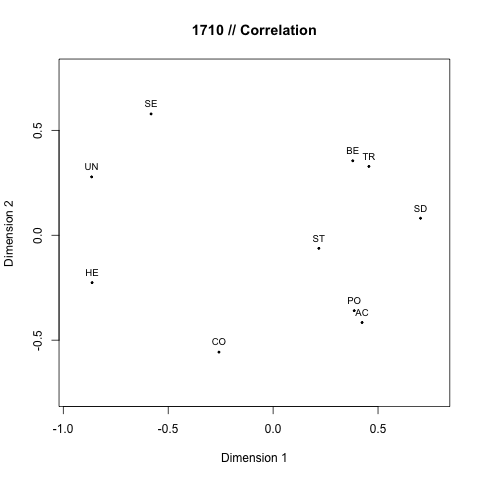 1710 // Correlation
SE
UN
BE
TR
SD
ST
HE
PO
AC
CO
0.5
0.0
-0.5
Dimension 2
-1.0 -0.5 0.0 0.5
Dimension 1